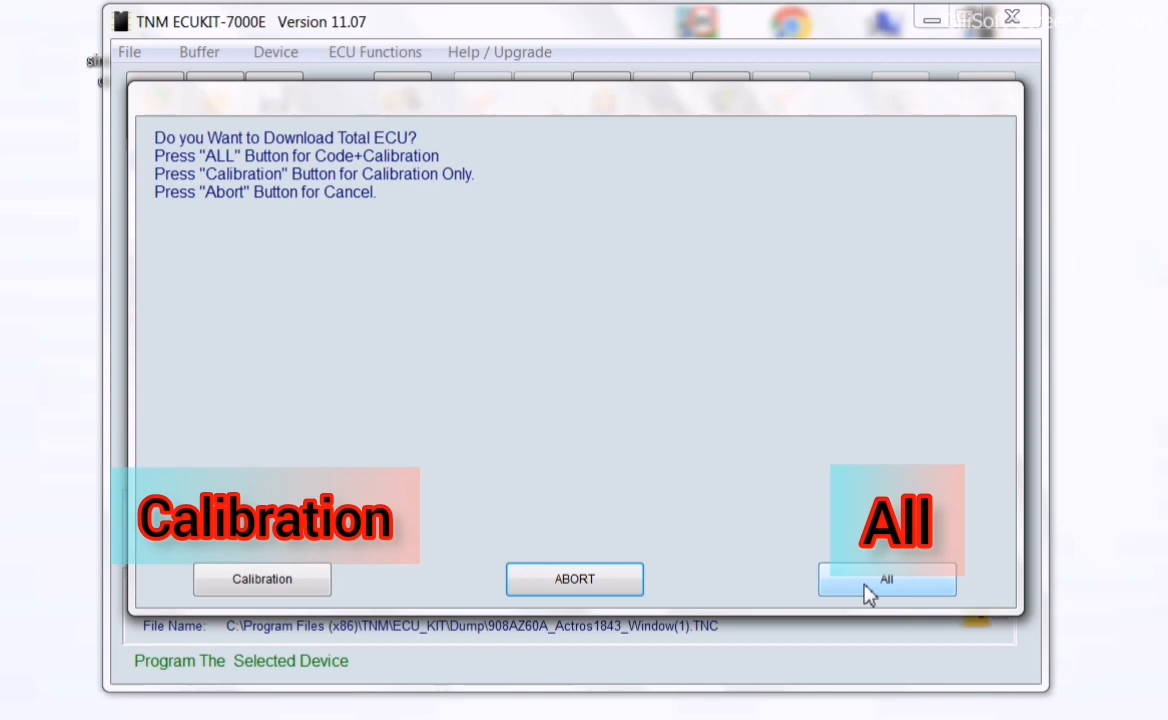 TNM ECUKIT-7000E Version 11.07
File Buffer Device ECU Functions Help / Upgrade
Do you Want to Download Total ECU?
Press "ALL" Button for Code+Calibration
Press "Calibration" Button for Calibration Only.
Press "Abort" Button for Cancel.
Calibration All
Calibration ABORT All
File Name: C:\Program Files (x86)\TNM\ECU_KIT\Dump\908AZ60A_Actros1843_Window(1).TNC
Program The Selected Device